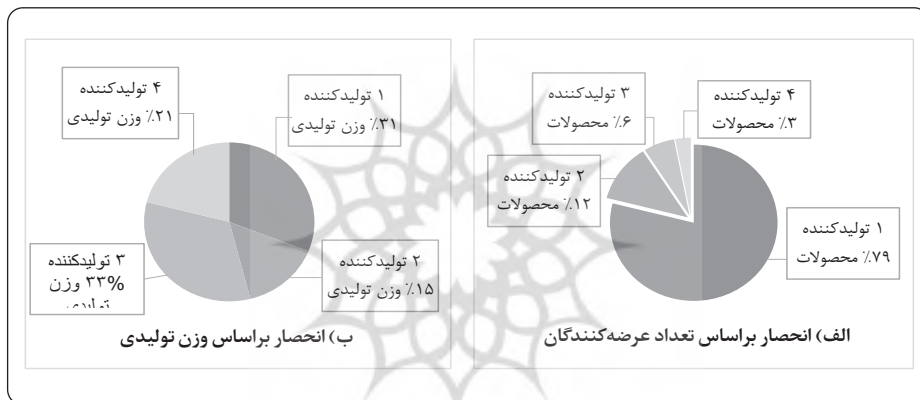 ۴ تولیدکننده
٪۳ محصولات
۳ تولیدکننده
٪۶ محصولات
۲ تولیدکننده
٪۱۲ محصولات
۱ تولیدکننده
٪۷۹ محصولات
الف) انحصار براساس تعداد عرضه‌کنندگان
۱ تولیدکننده
٪۳۱ وزن تولیدی
۴ تولیدکننده
٪۲۱ وزن تولیدی
۲ تولیدکننده
٪۱۵ وزن تولیدی
۳ تولیدکننده
۳۳% وزن
تولیدی
ب) انحصار براساس وزن تولیدی